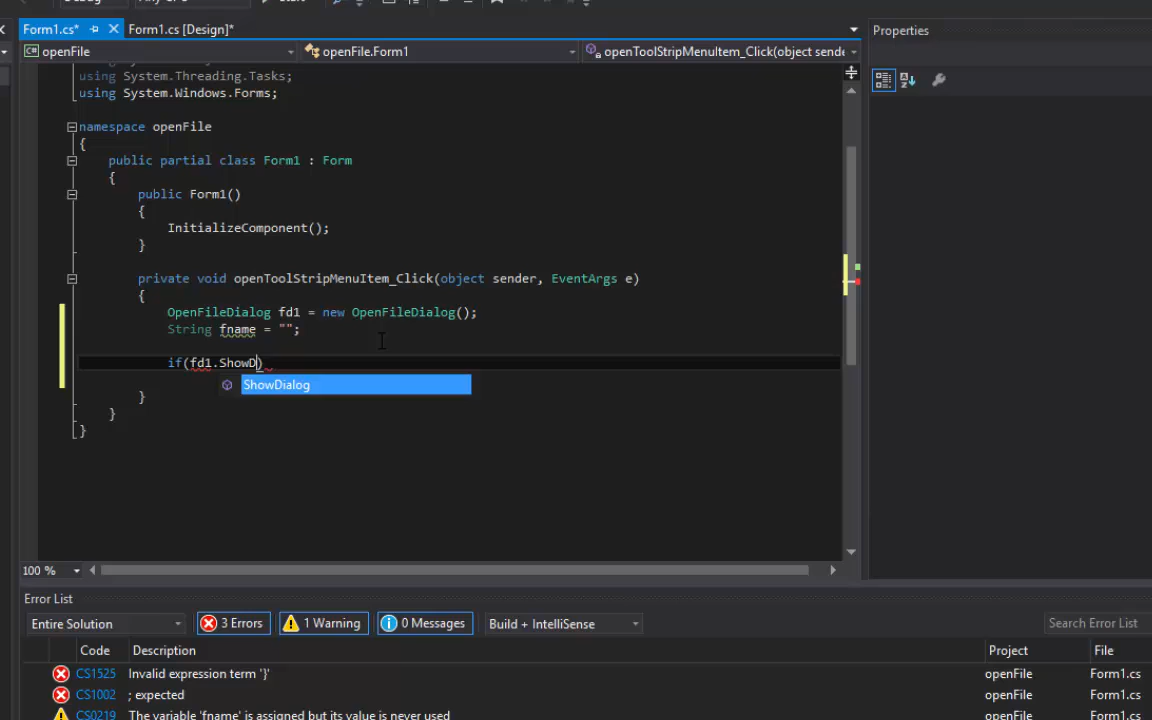 Form1.cs* Form1.cs [Design]*
Properties
openFile openFile.Form1 openToolStripMenuItem_Click(object sende
using System.Threading.Tasks;
using System.Windows.Forms;
namespace openFile
{
public partial class Form1 : Form
{
public Form1()
{
InitializeComponent();
}
private void openToolStripMenuItem_Click(object sender, EventArgs e)
{
OpenFileDialog fd1 = new OpenFileDialog();
String fname = "";
if(fd1.ShowD)
ShowDialog
}
}
}
100 %
Error List
Entire Solution 3 Errors 1 Warning 0 Messages Build + IntelliSense Search Error List
Code Description Project File
CS1525 Invalid expression term '}' openFile Form1.cs
CS1002 ; expected openFile Form1.cs
CS0219 The variable 'fname' is assigned but its value is never used openFile Form1.cs